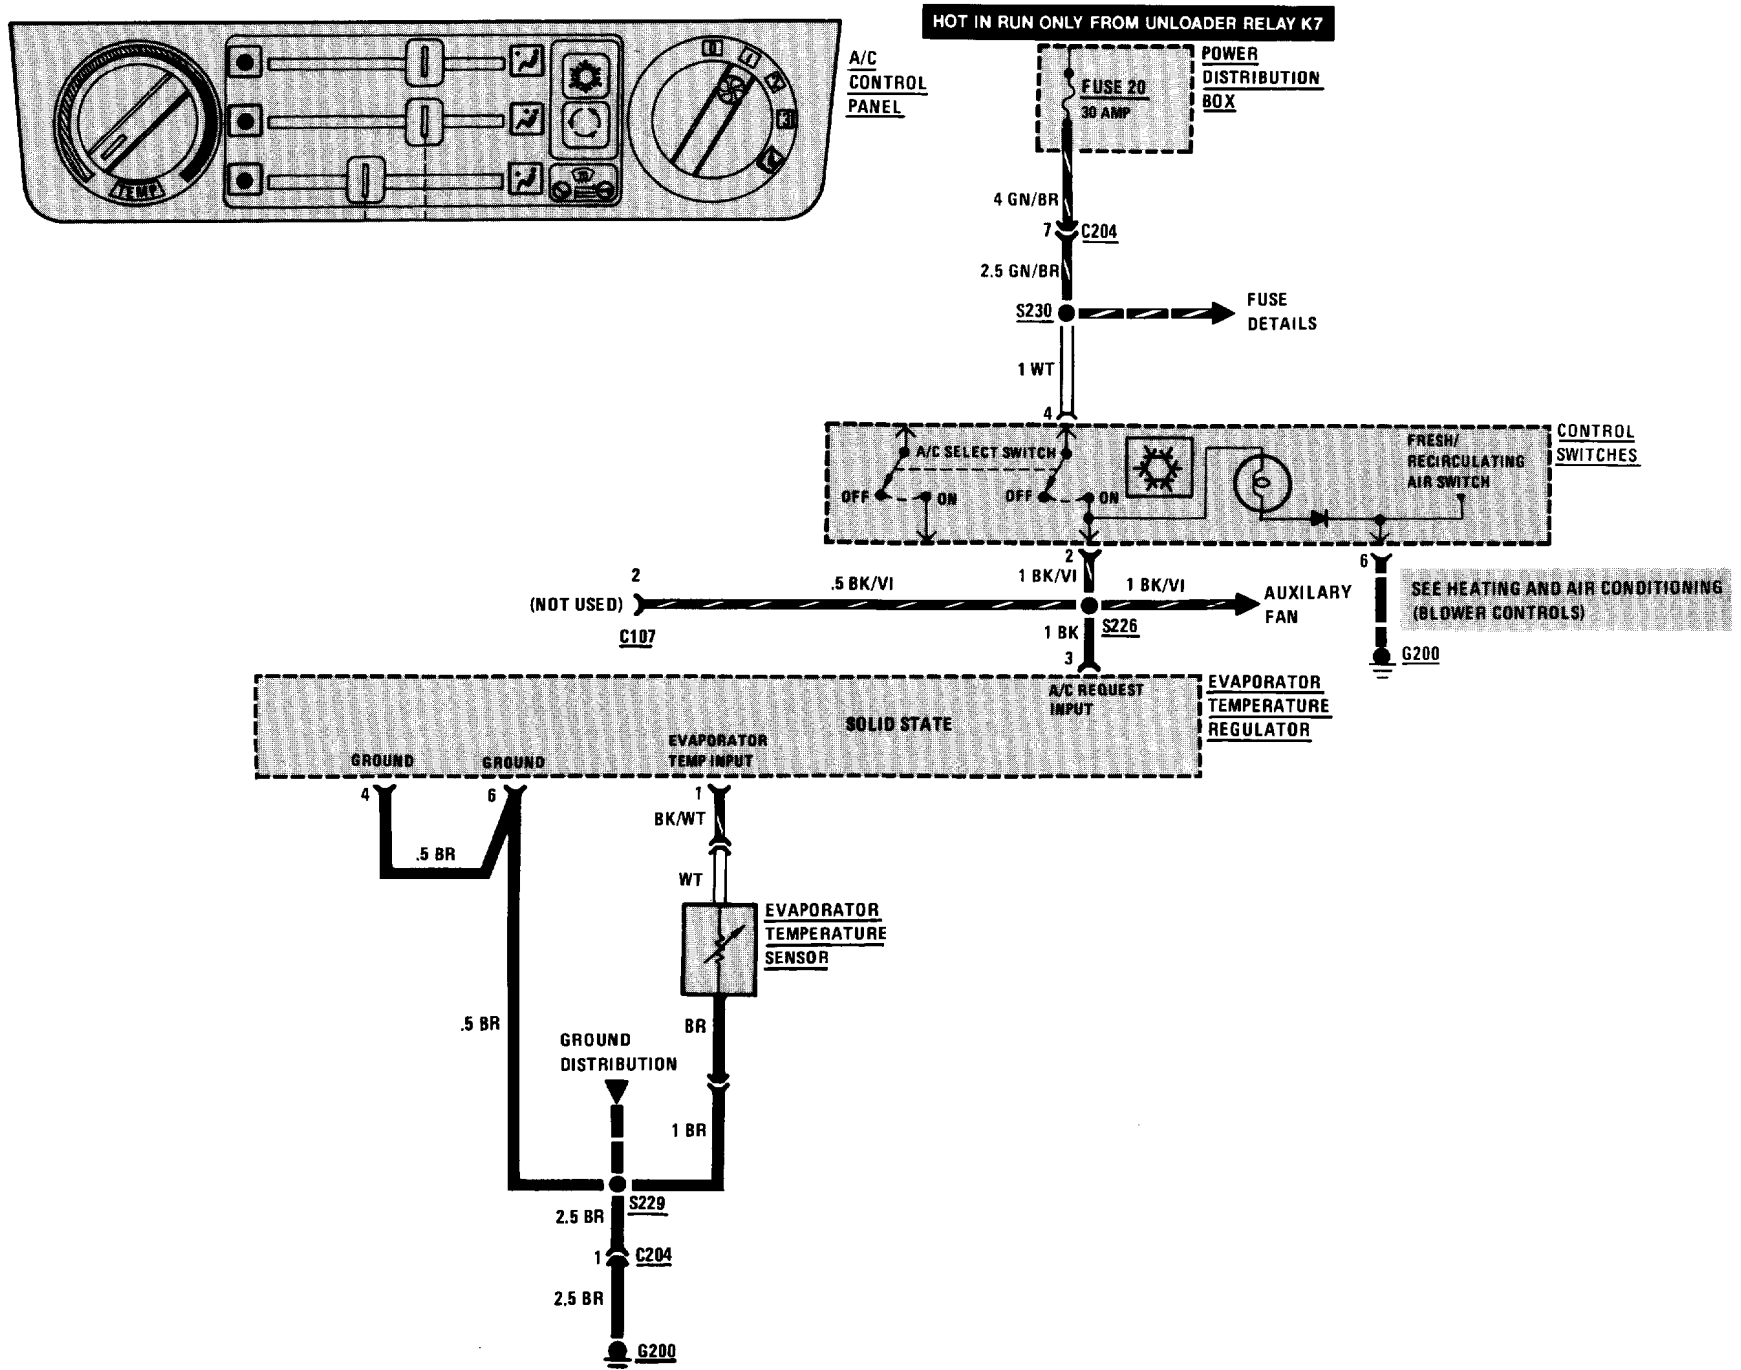 HOT IN RUN ONLY FROM UNLOADER RELAY K7
POWER
DISTRIBUTION
BOX
FUSE 20
30 AMP
A/C
CONTROL
PANEL
TEMP
0
1
2
3
4
4 GN/BR
7
C204
2.5 GN/BR
S230
FUSE
DETAILS
1 WT
4
CONTROL
SWITCHES
A/C SELECT SWITCH
OFF
ON
OFF
ON
FRESH/
RECIRCULATING
AIR SWITCH
2
1 BK/VI
6
2
(NOT USED)
C107
.5 BK/VI
1 BK/VI
AUXILARY
FAN
SEE HEATING AND AIR CONDITIONING
(BLOWER CONTROLS)
1 BK
S226
3
G200
A/C REQUEST
INPUT
EVAPORATOR
TEMPERATURE
REGULATOR
SOLID STATE
GROUND
GROUND
EVAPORATOR
TEMP INPUT
4
6
1
BK/WT
.5 BR
WT
EVAPORATOR
TEMPERATURE
SENSOR
.5 BR
BR
GROUND
DISTRIBUTION
1 BR
S229
2.5 BR
1
C204
2.5 BR
G200